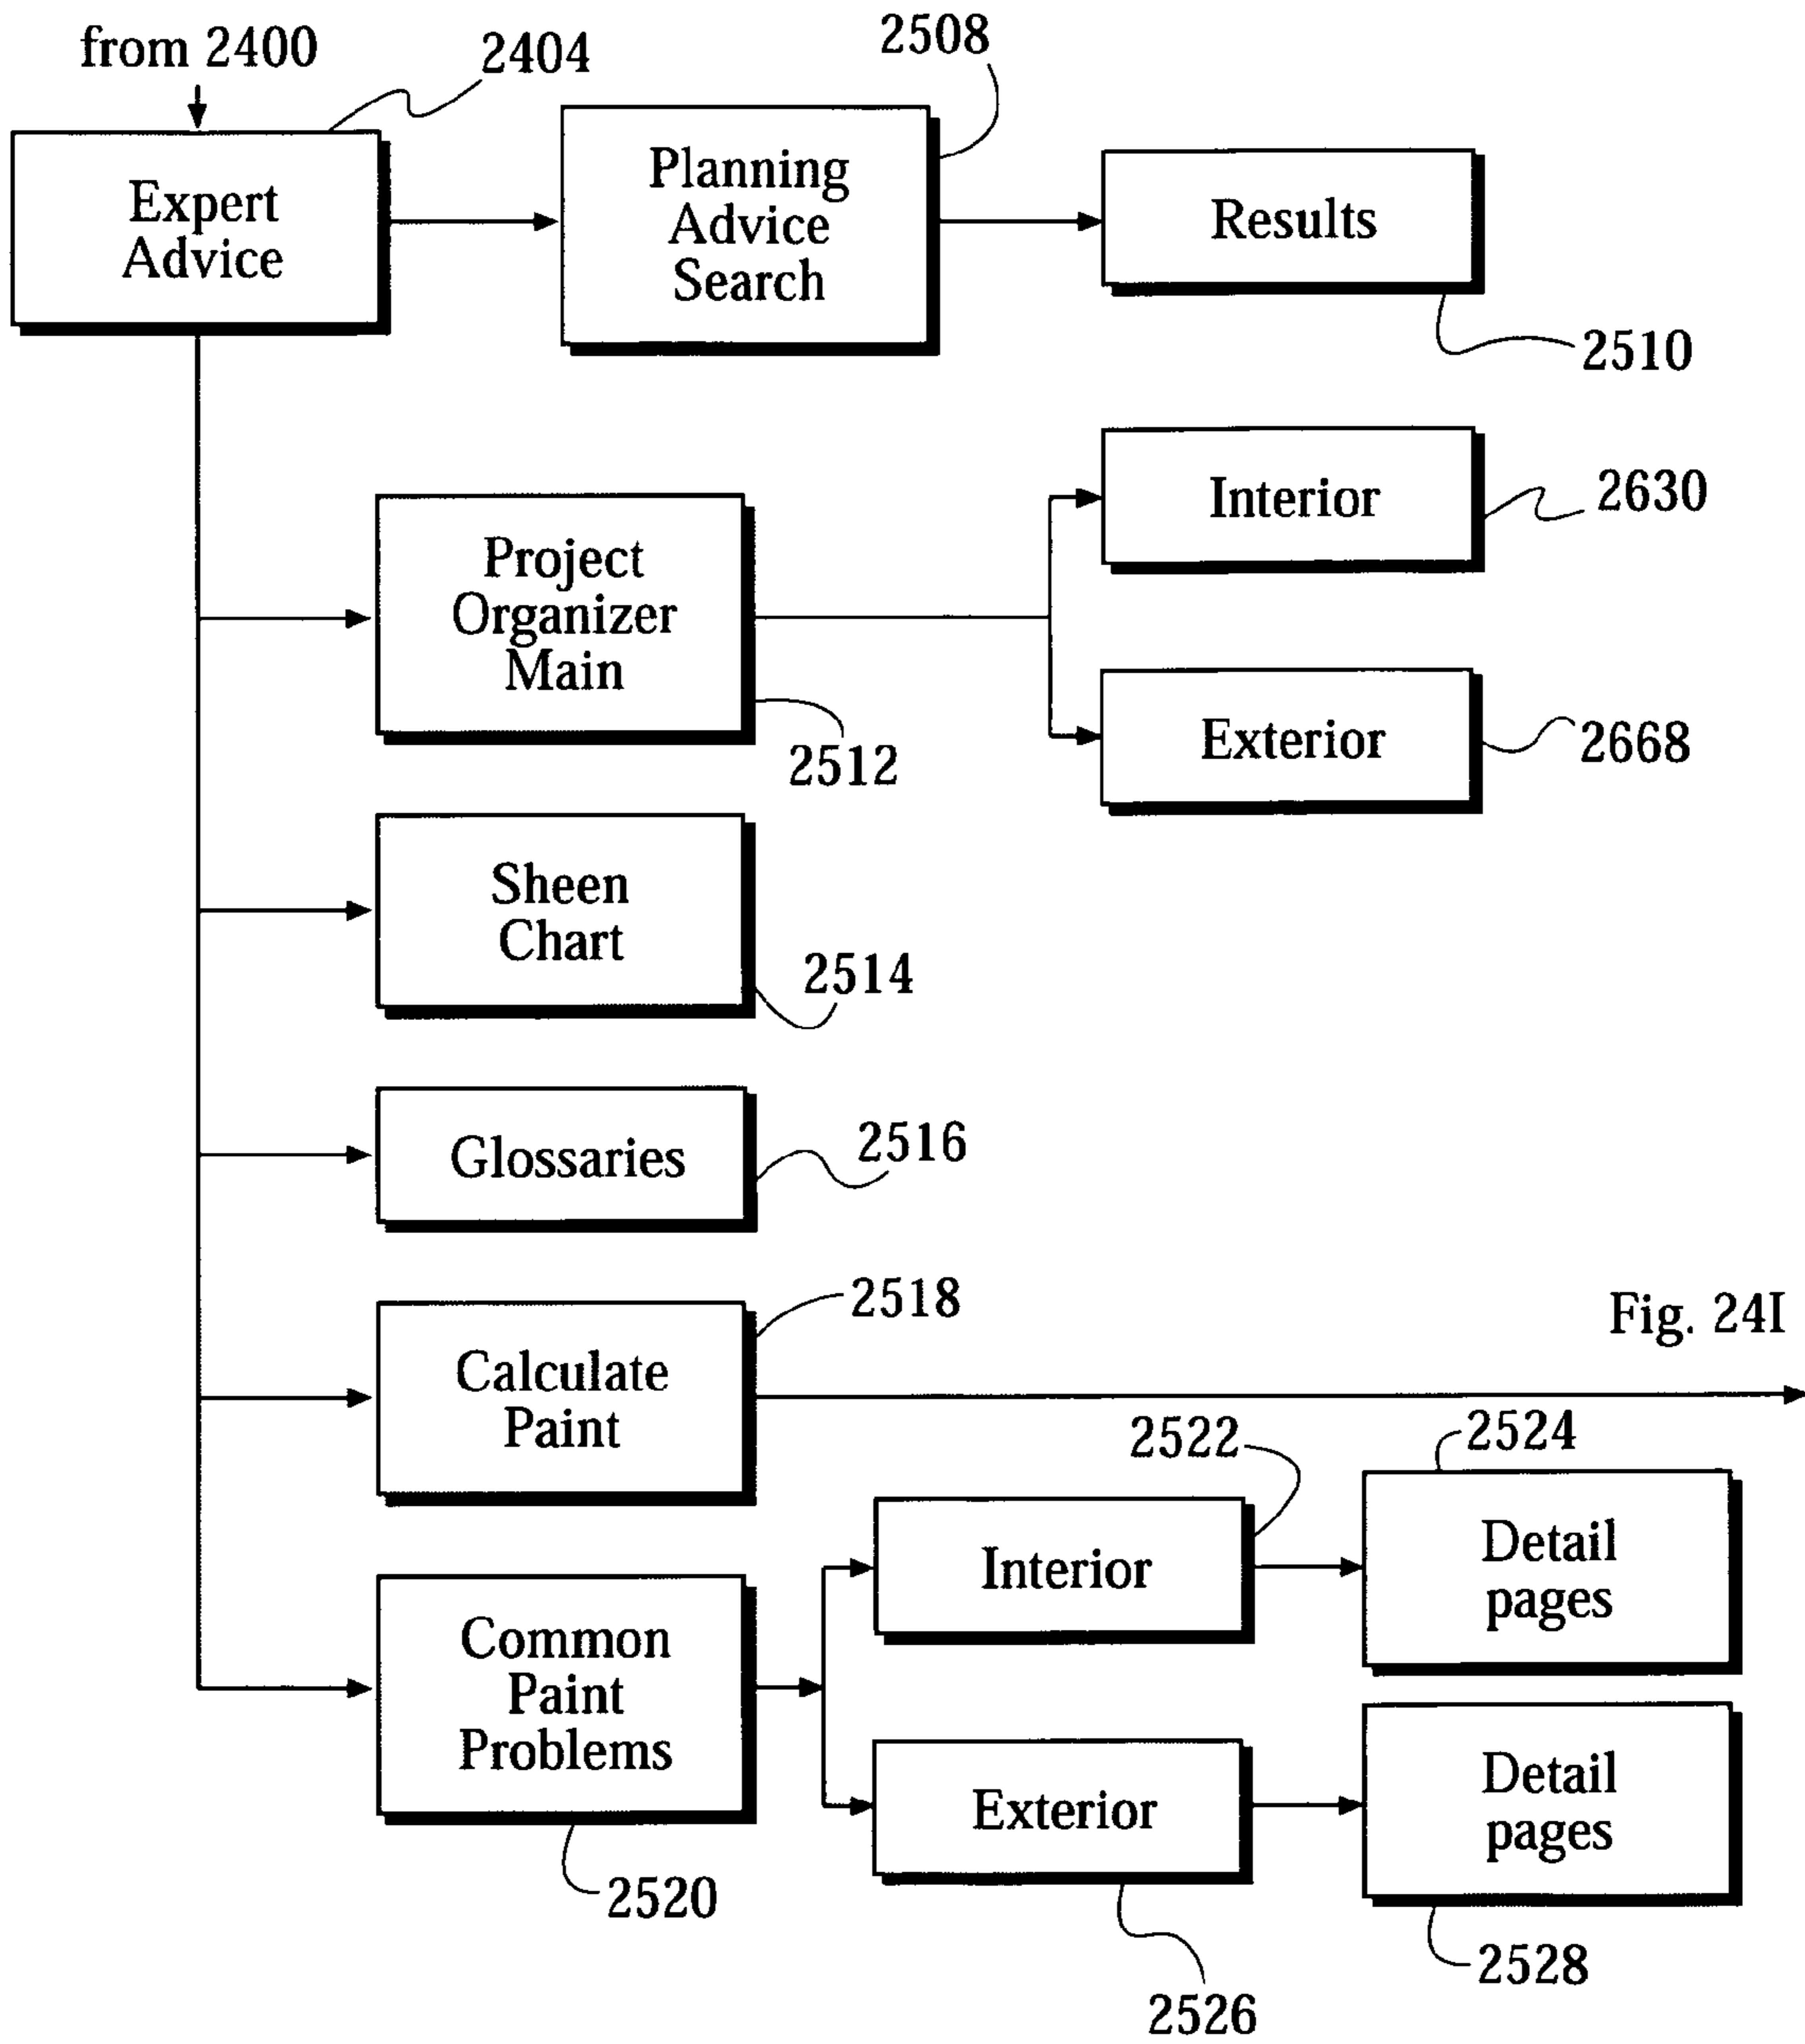 from 2400
2404
2508
Expert
Advice
Planning
Advice
Search
Results
2510
Project
Organizer
Main
2512
Interior
2630
Exterior
2668
Sheen
Chart
2514
Glossaries
2516
Calculate
Paint
2518
Fig. 24I
Common
Paint
Problems
2520
Interior
2522
Detail
pages
2524
Exterior
2526
Detail
pages
2528